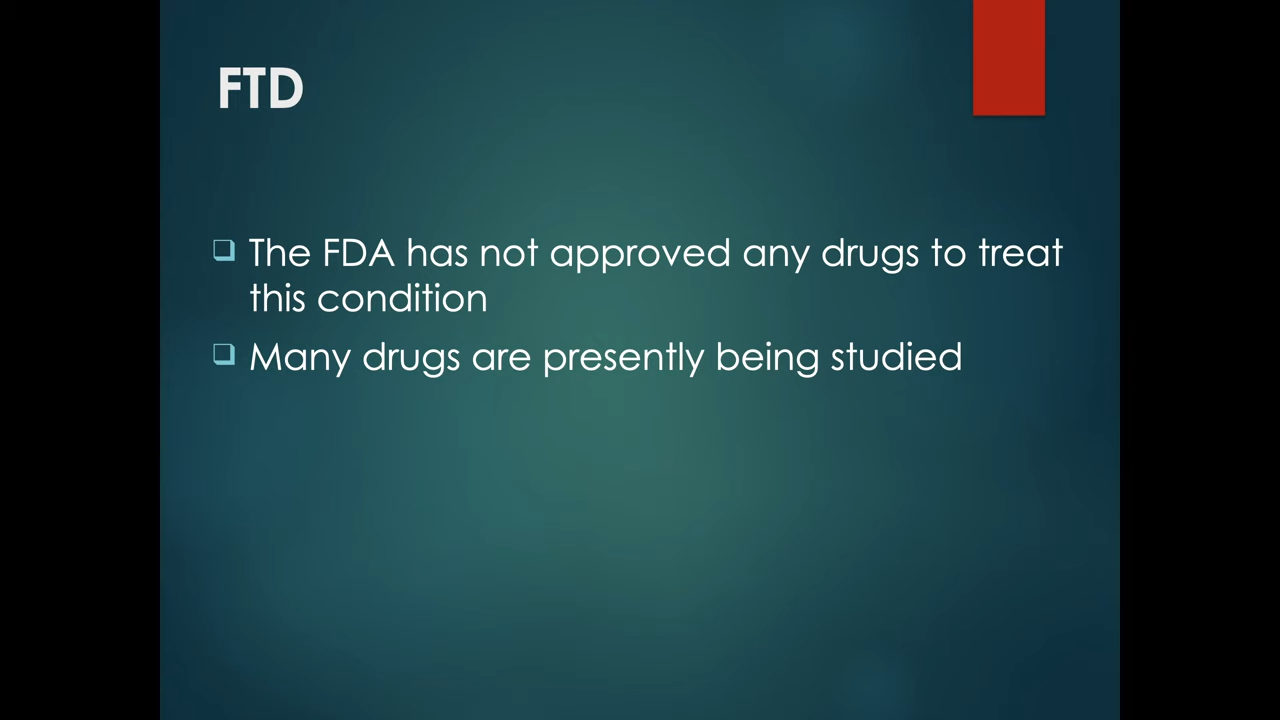 FTD
The FDA has not approved any drugs to treat
this condition
Many drugs are presently being studied